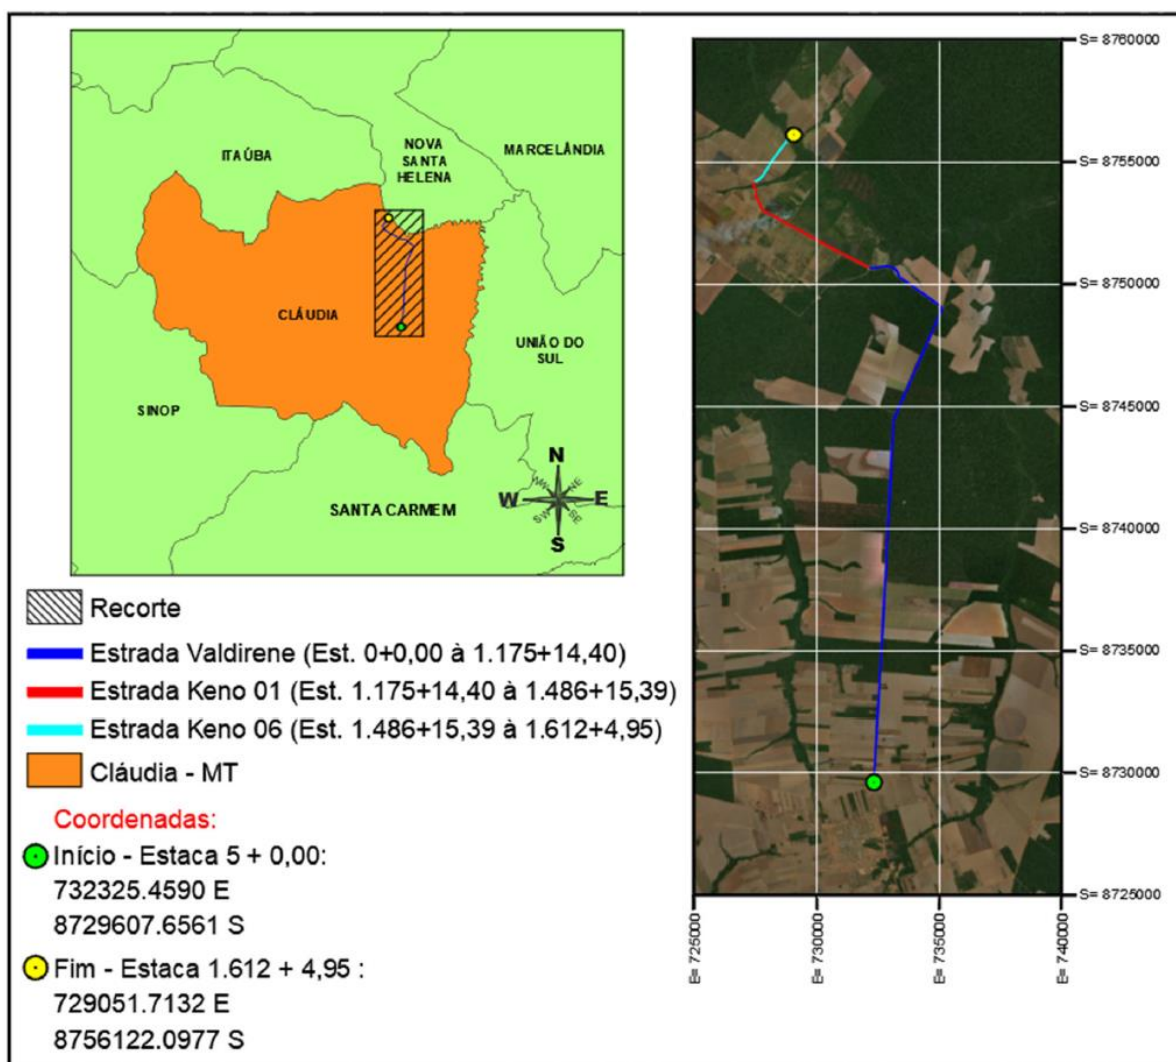 ITAÚBA
NOVA
SANTA
HELENA
MARCELÂNDIA
CLÁUDIA
UNIÃO DO
SUL
SINOP
SANTA CARMEM
N
NE
E
SE
S
SW
W
Recorte
Estrada Valdirene (Est. 0+0,00 à 1.175+14,40)
Estrada Keno 01 (Est. 1.175+14,40 à 1.486+15,39)
Estrada Keno 06 (Est. 1.486+15,39 à 1.612+4,95)
Cláudia - MT
Coordenadas:
Início - Estaca 5 + 0,00:
732325.4590 E
8729607.6561 S
Fim - Estaca 1.612 + 4,95 :
729051.7132 E
8756122.0977 S
S= 8760000
S= 8755000
S= 8750000
S= 8745000
S= 8740000
S= 8735000
S= 8730000
S= 8725000
E= 725000
E= 730000
E= 735000
E= 740000